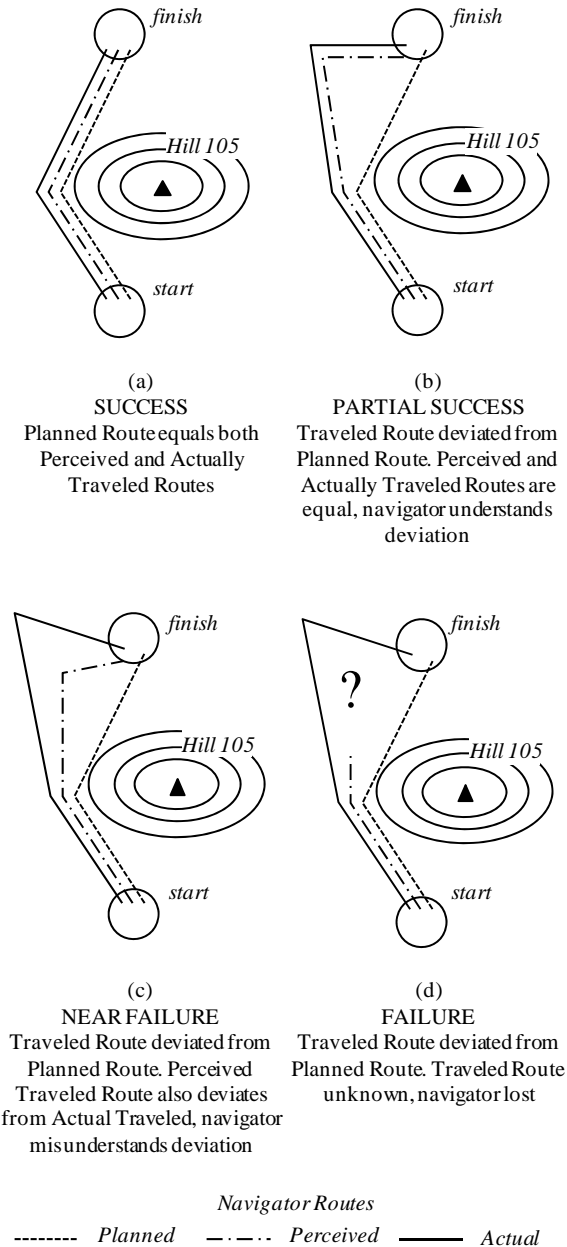 finish
Hill 105
start
(a)
SUCCESS
Planned Route equals both
Perceived and Actually
Traveled Routes
finish
Hill 105
start
(b)
PARTIAL SUCCESS
Traveled Route deviated from
Planned Route. Perceived and
Actually Traveled Routes are
equal, navigator understands
deviation
finish
Hill 105
start
(c)
NEAR FAILURE
Traveled Route deviated from
Planned Route. Perceived
Traveled Route also deviates
from Actual Traveled, navigator
misunderstands deviation
finish
?
Hill 105
start
(d)
FAILURE
Traveled Route deviated from
Planned Route. Traveled Route
unknown, navigator lost
Navigator Routes
Planned Perceived Actual